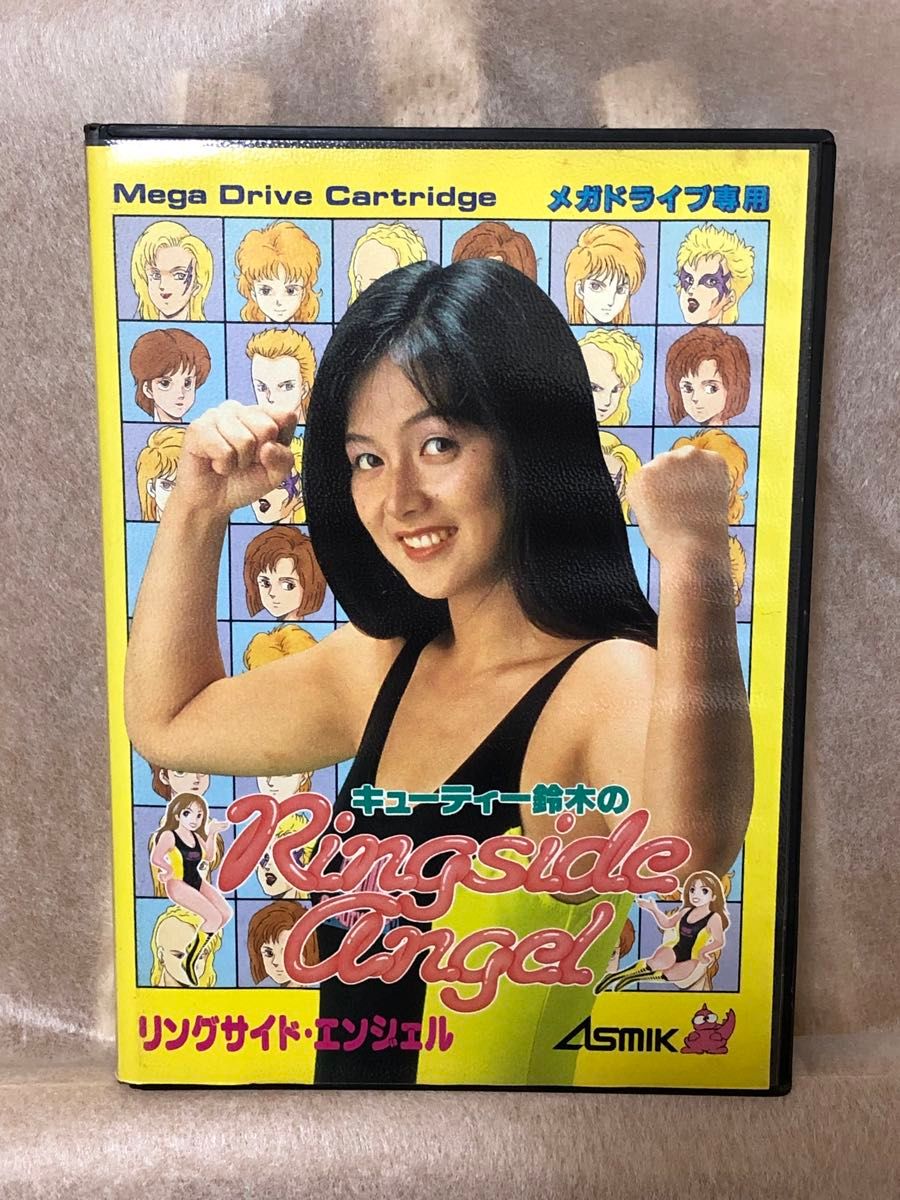 Mega Drive Cartridge
メガドライブ専用
キューティー鈴木の
Ringside
Angel
リングサイド・エンジェル
ASMIK